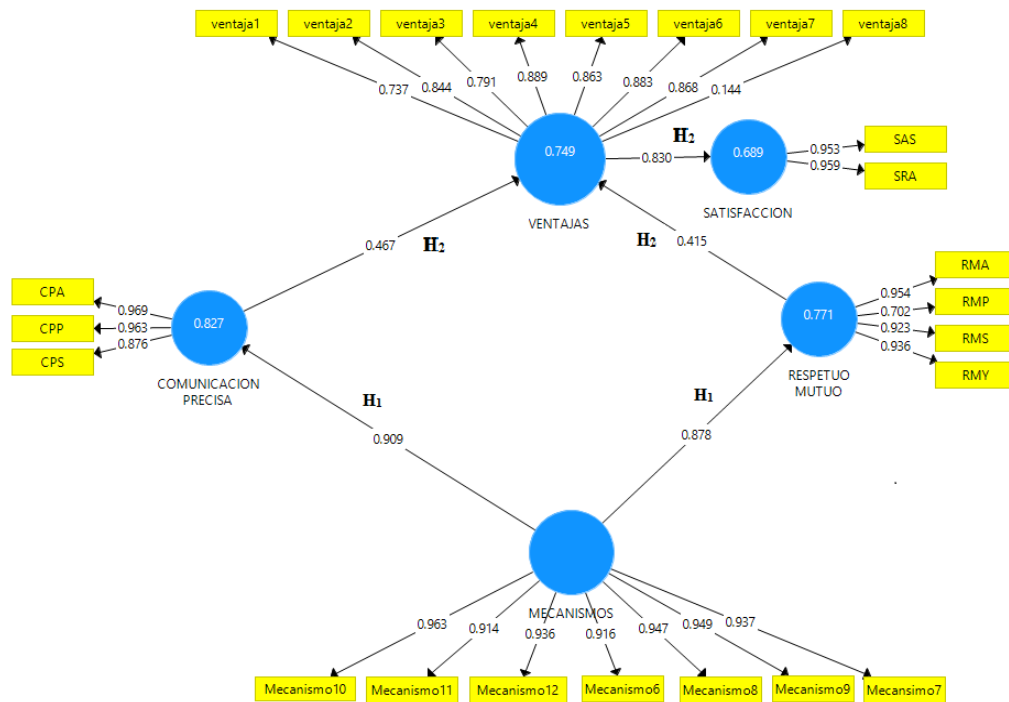 ventaja1 ventaja2 ventaja3 ventaja4 ventaja5 ventaja6 ventaja7 ventaja8
0.737 0.844 0.791 0.889 0.863 0.883 0.868 0.144
H2
0.749 0.830 0.689
0.953 SAS
0.959 SRA
VENTAJAS
SATISFACCION
0.467 H2
H2 0.415
CPA 0.969
CPP 0.963
CPS 0.876
0.827
COMUNICACION
PRECISA
0.771
0.954 RMA
0.702 RMP
0.923 RMS
0.936 RMY
RESPETUO
MUTUO
H1
0.909
H1
0.878
MECANISMOS
0.963 0.914 0.936 0.916 0.947 0.949 0.937
Mecanismo10 Mecanismo11 Mecanismo12 Mecanismo6 Mecanismo8 Mecanismo9 Mecansimo7